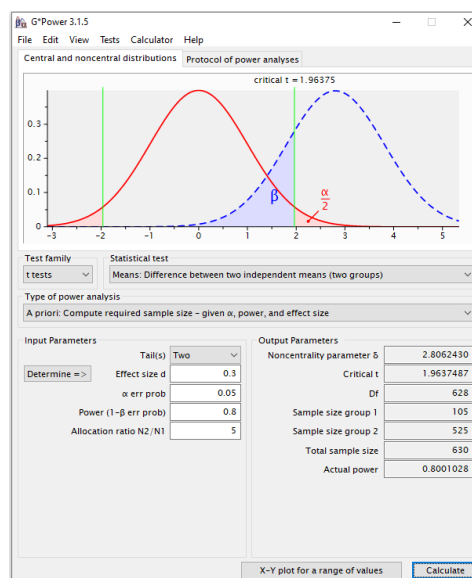 G*Power 3.1.5
File Edit View Tests Calculator Help
Central and noncentral distributions Protocol of power analyses
critical t = 1.96375
0.3
0.2
0.1
0
β
α
2
-3 -2 -1 0 1 2 3 4 5
Test family Statistical test
t tests Means: Difference between two independent means (two groups)
Type of power analysis
A priori: Compute required sample size - given α, power, and effect size
Input Parameters Output Parameters
Tail(s) Two Noncentrality parameter δ 2.8062430
Determine => Effect size d 0.3 Critical t 1.9637487
α err prob 0.05 Df 628
Power (1-β err prob) 0.8 Sample size group 1 105
Allocation ratio N2/N1 5 Sample size group 2 525
Total sample size 630
Actual power 0.8001028
X-Y plot for a range of values Calculate